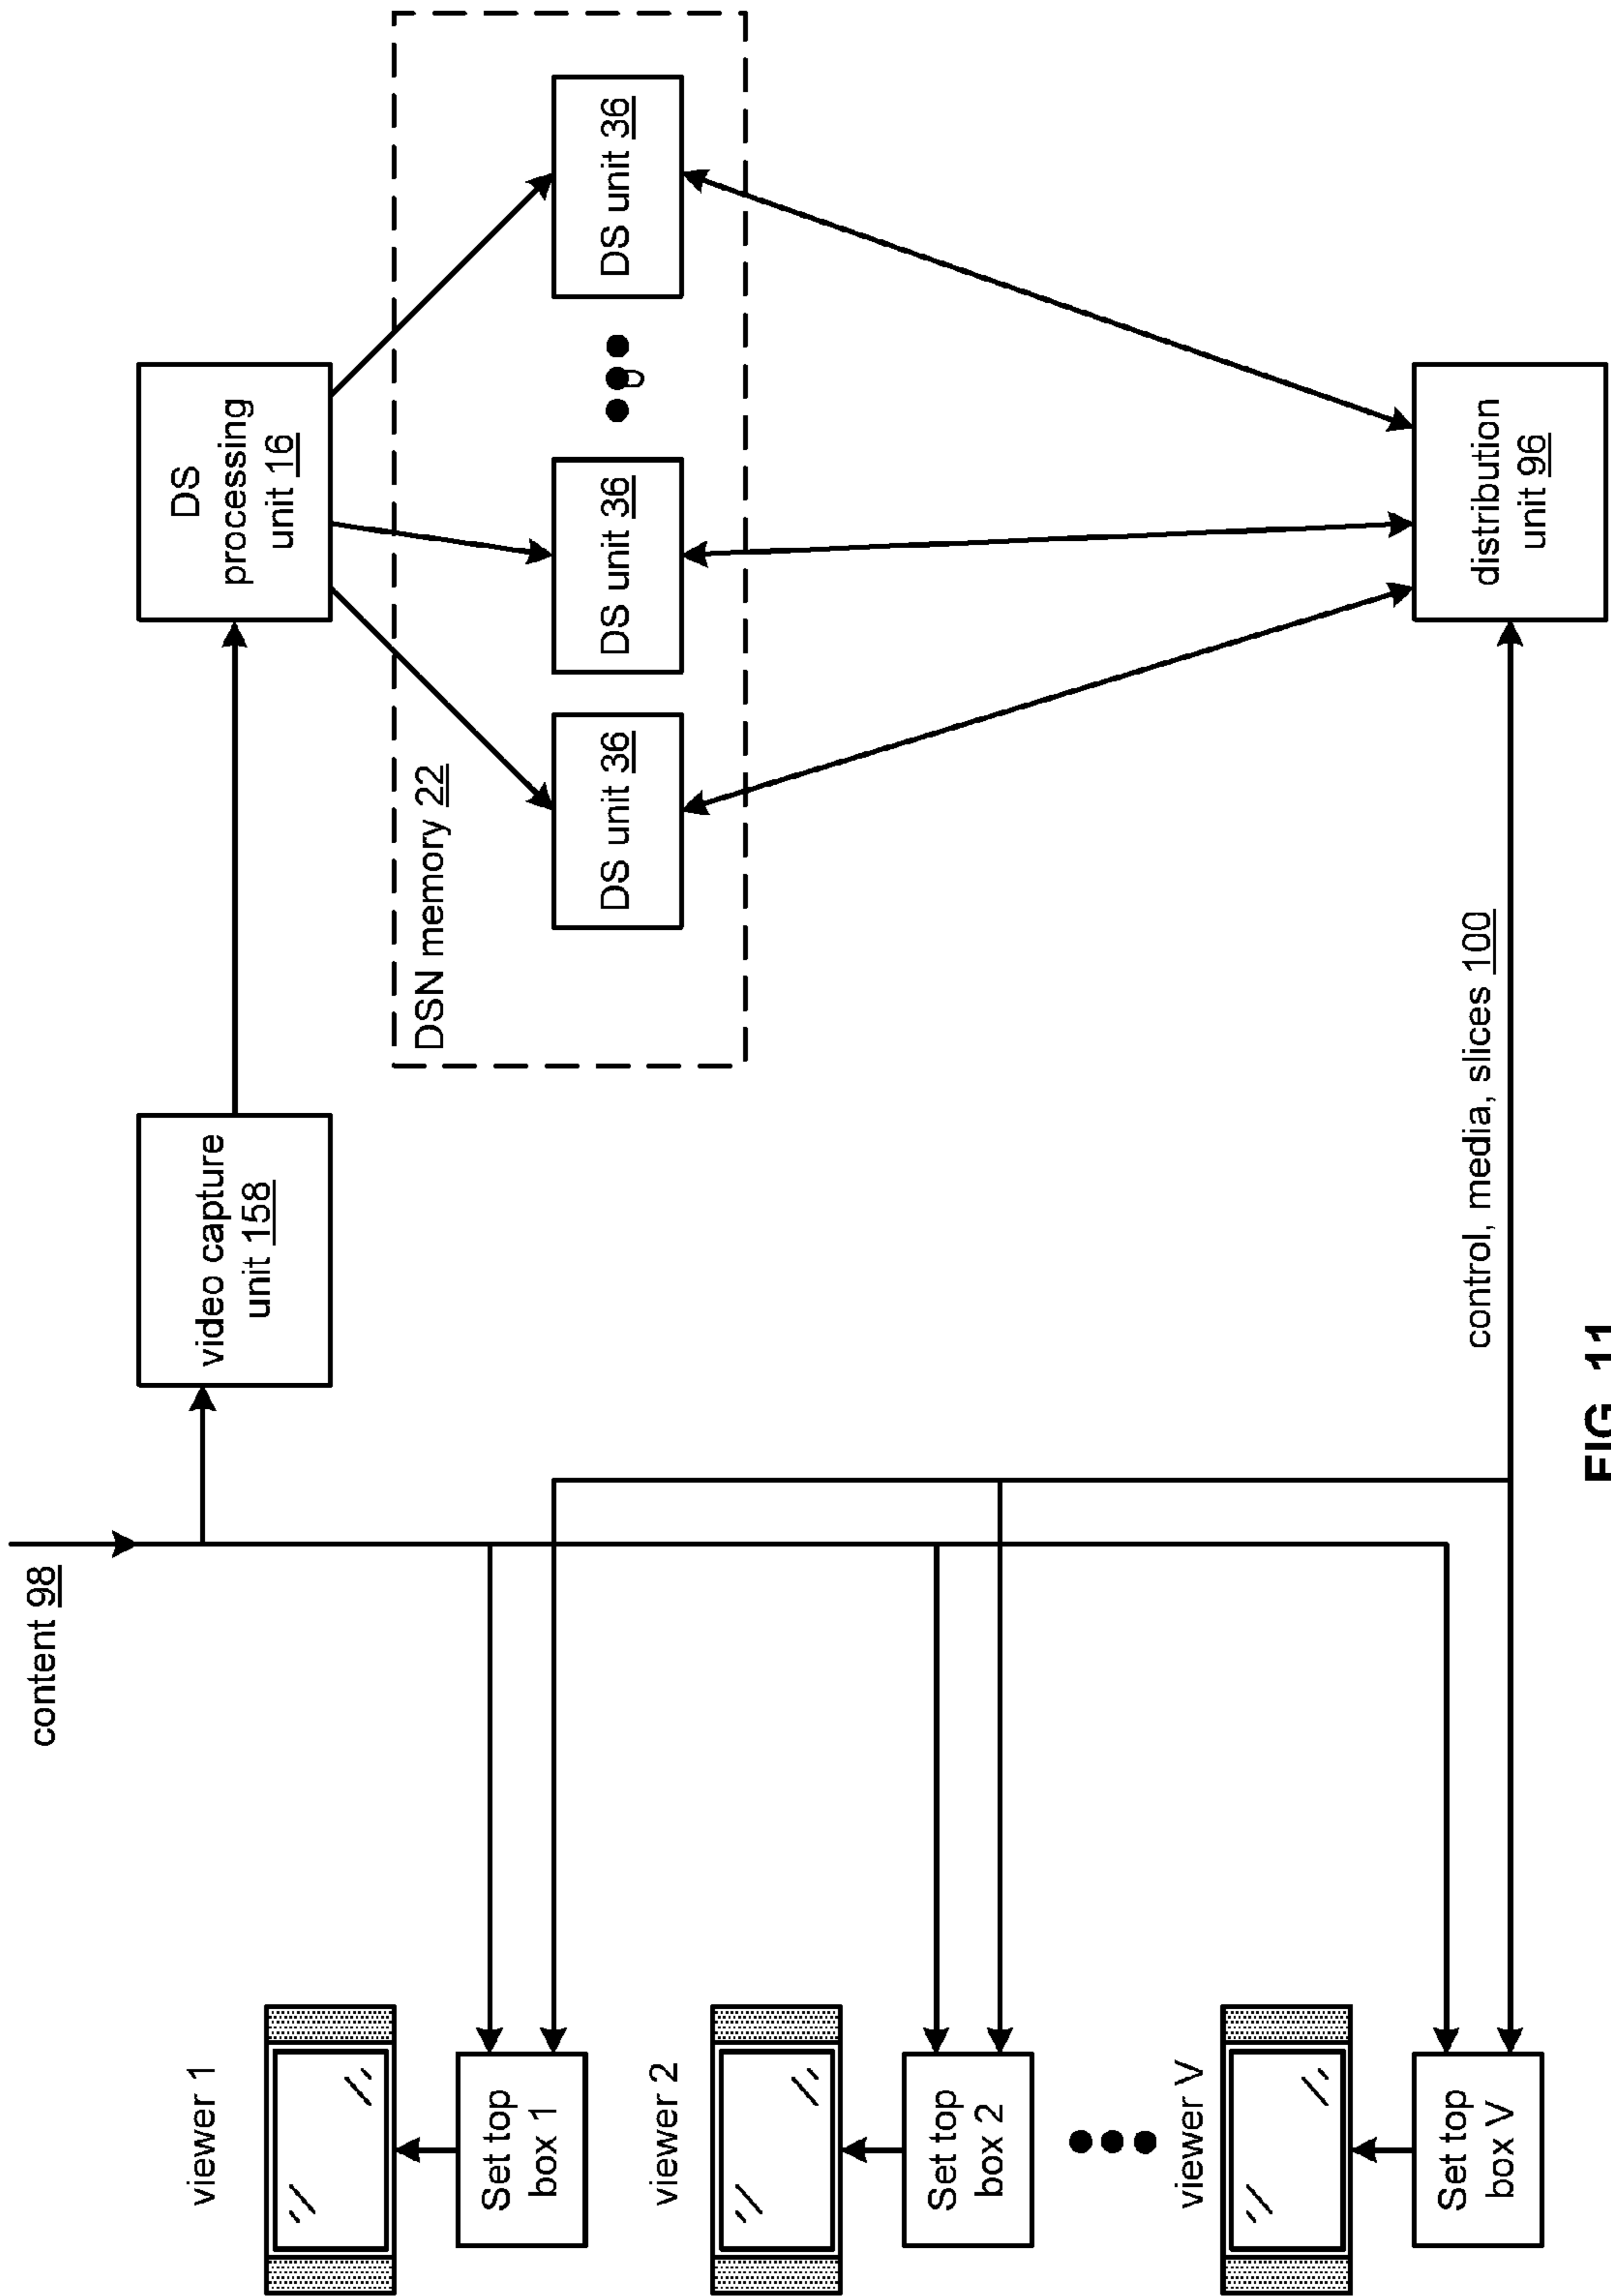 content 98
viewer 1
Set top
box 1
viewer 2
Set top
box 2
viewer V
Set top
box V
video capture
unit 158
DS
processing
unit 16
DSN memory 22
DS unit 36
DS unit 36
DS unit 36
control, media, slices 100
distribution
unit 96
FIG. 11